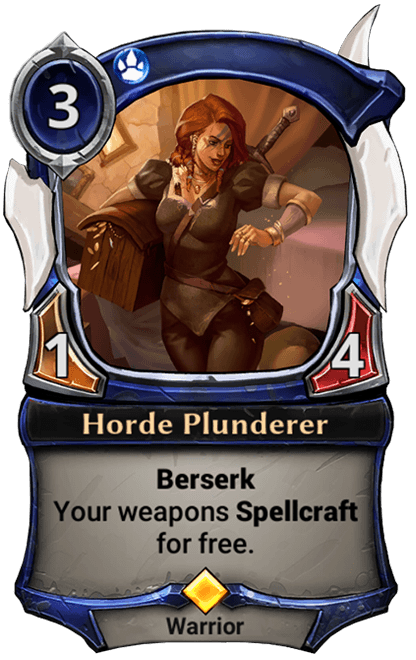 3
1
4
Horde Plunderer
Berserk
Your weapons Spellcraft
for free.
Warrior